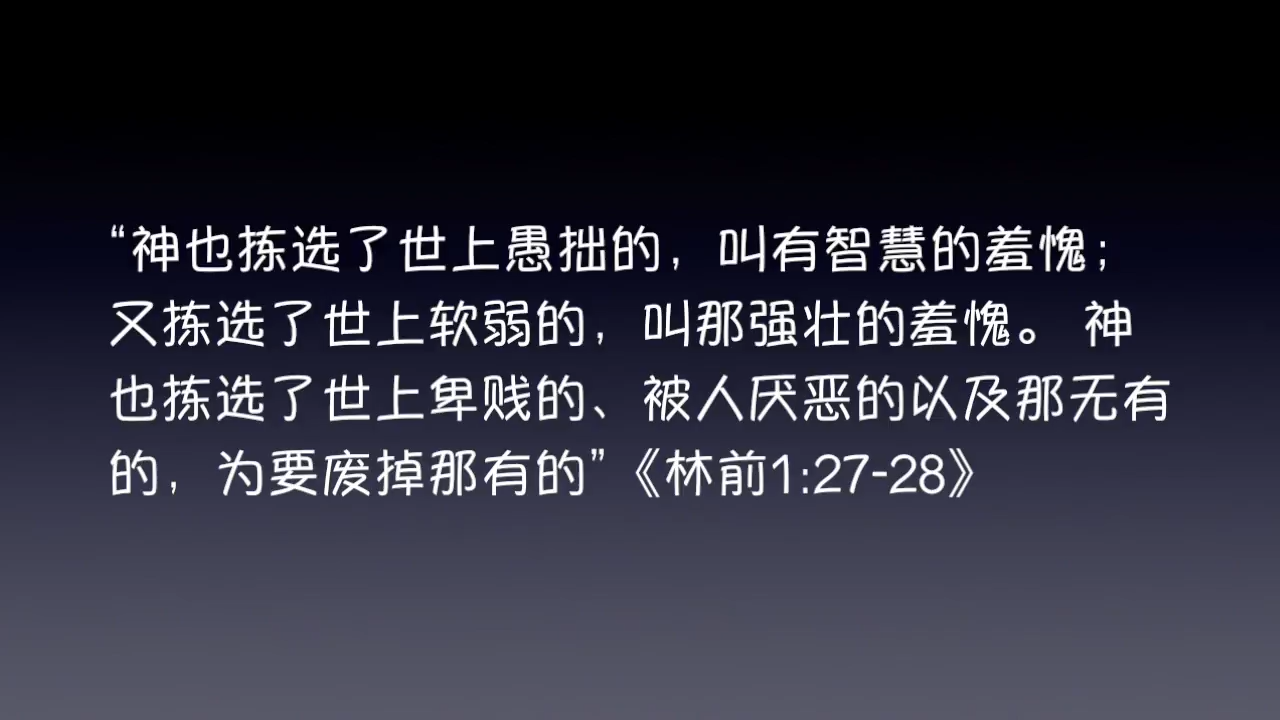 “神也拣选了世上愚拙的，叫有智慧的羞愧；
又拣选了世上软弱的，叫那强壮的羞愧。 神
也拣选了世上卑贱的、被人厌恶的以及那无有
的，为要废掉那有的”《林前1:27-28》